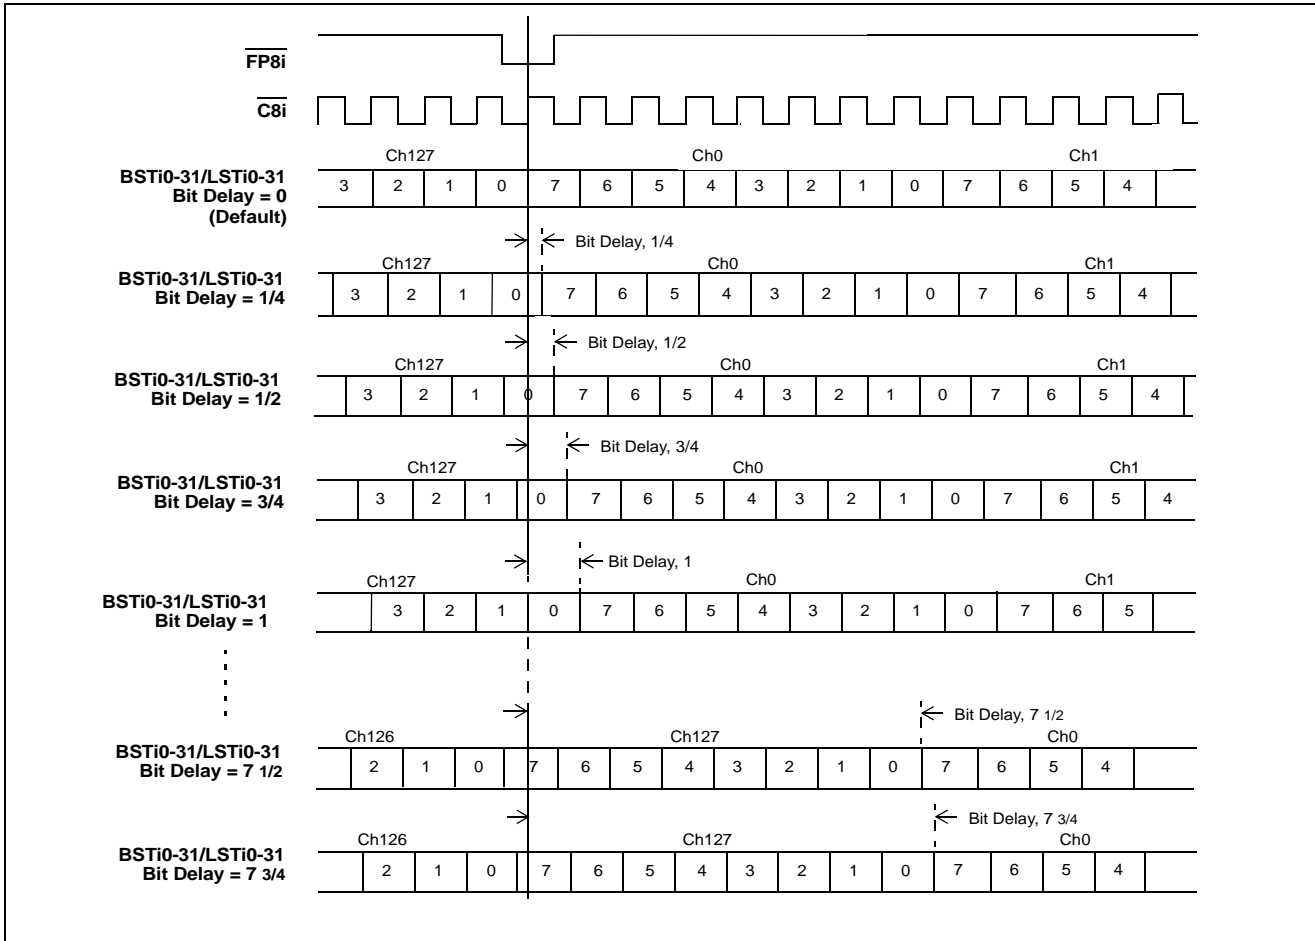 FP8i
C8i
Ch127 Ch0 Ch1
BSTi0-31/LSTi0-31
Bit Delay = 0
(Default)
3 2 1 0 7 6 5 4 3 2 1 0 7 6 5 4
Bit Delay, 1/4
Ch127 Ch0 Ch1
BSTi0-31/LSTi0-31
Bit Delay = 1/4
3 2 1 0 7 6 5 4 3 2 1 0 7 6 5 4
Bit Delay, 1/2
Ch127 Ch0 Ch1
BSTi0-31/LSTi0-31
Bit Delay = 1/2
3 2 1 0 7 6 5 4 3 2 1 0 7 6 5 4
Bit Delay, 3/4
Ch127 Ch0 Ch1
BSTi0-31/LSTi0-31
Bit Delay = 3/4
3 2 1 0 7 6 5 4 3 2 1 0 7 6 5 4
Bit Delay, 1
Ch127 Ch0 Ch1
BSTi0-31/LSTi0-31
Bit Delay = 1
3 2 1 0 7 6 5 4 3 2 1 0 7 6 5
Bit Delay, 7 1/2
Ch126 Ch127 Ch0
BSTi0-31/LSTi0-31
Bit Delay = 7 1/2
2 1 0 7 6 5 4 3 2 1 0 7 6 5 4
Bit Delay, 7 3/4
Ch126 Ch127 Ch0
BSTi0-31/LSTi0-31
Bit Delay = 7 3/4
2 1 0 7 6 5 4 3 2 1 0 7 6 5 4